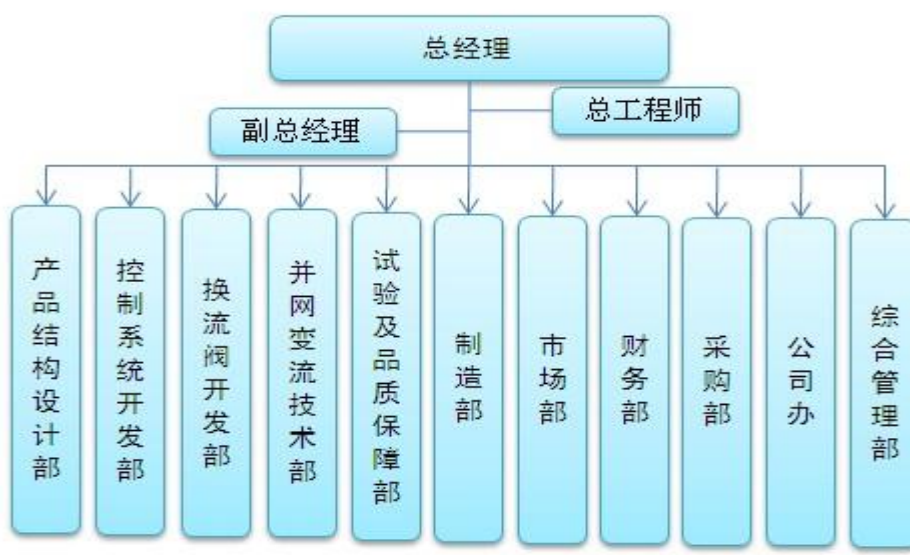 总经理
总工程师
副总经理
产品结构设计部
控制系统开发部
换流阀开发部
并网变流技术部
试验及品质保障部
制造部
市场部
财务部
采购部
公司办
综合管理部